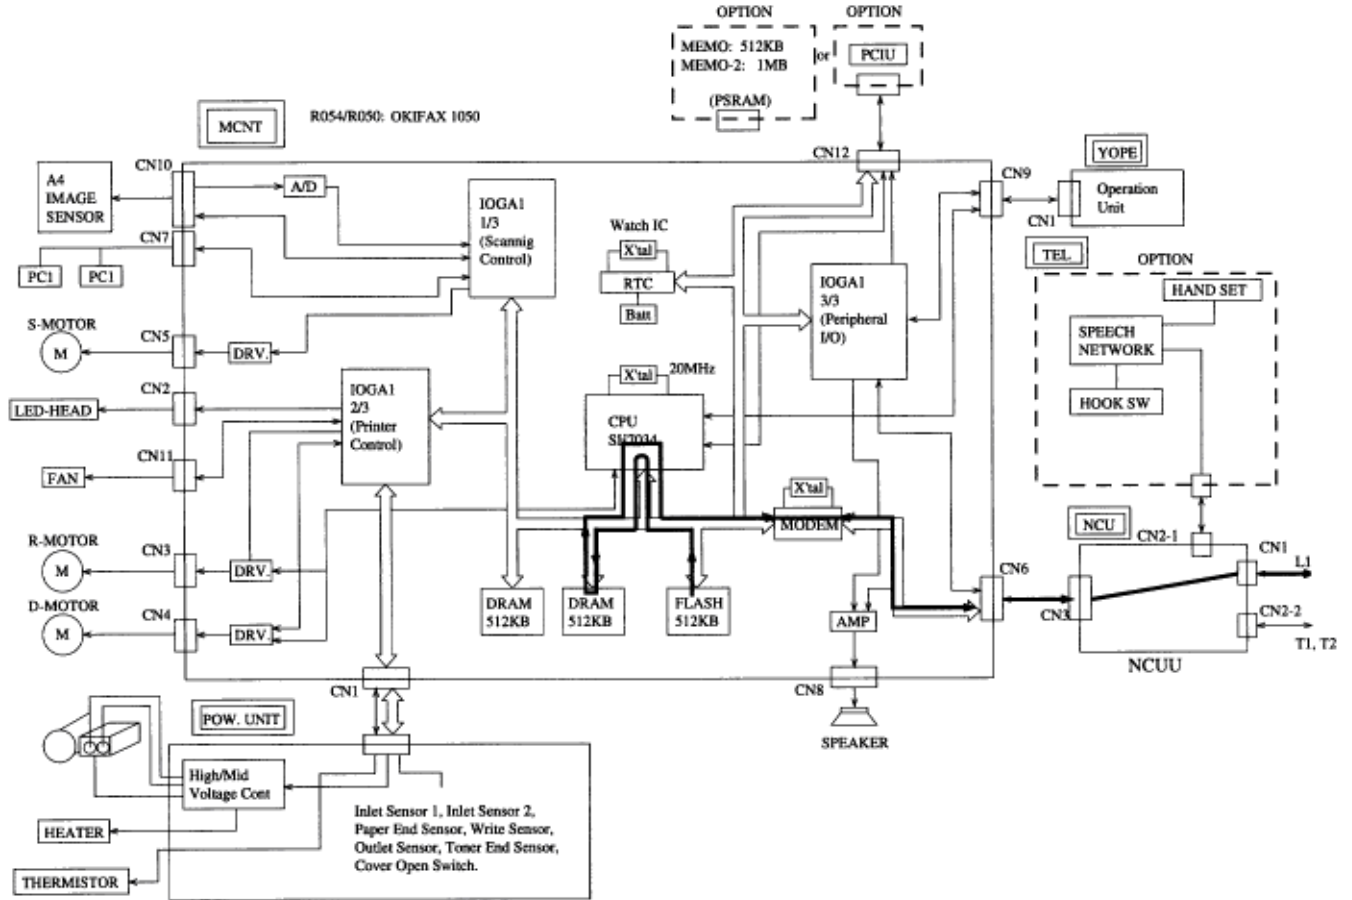 OPTION
OPTION
MEMO: 512KB
MEMO-2: 1MB
(PSRAM)
or
PCIU
MCNT
R054/R050: OKIFAX 1050
CN10
CN12
YOPE
A4
IMAGE
SENSOR
A/D
IOGA1
1/3
(Scannig
Control)
CN9
Operation
Unit
CN1
CN7
PC1
PC1
Watch IC
X'tal
RTC
Batt
TEL
OPTION
HAND SET
IOGA1
3/3
(Peripheral
I/O)
S-MOTOR
M
CN5
DRV.
SPEECH
NETWORK
HOOK SW
20MHz
X'tal
CPU
SH7034
CN2
LED-HEAD
IOGA1
2/3
(Printer
Control)
CN11
FAN
X'tal
MODEM
NCU
CN2-1
CN1
L1
R-MOTOR
M
CN3
DRV.
D-MOTOR
M
CN4
DRV.
DRAM
512KB
DRAM
512KB
FLASH
512KB
AMP
CN6
CN3
CN2-2
T1, T2
NCUU
CN1
CN8
SPEAKER
POW. UNIT
High/Mid
Voltage Cont
HEATER
THERMISTOR
Inlet Sensor 1, Inlet Sensor 2,
Paper End Sensor, Write Sensor,
Outlet Sensor, Toner End Sensor,
Cover Open Switch.